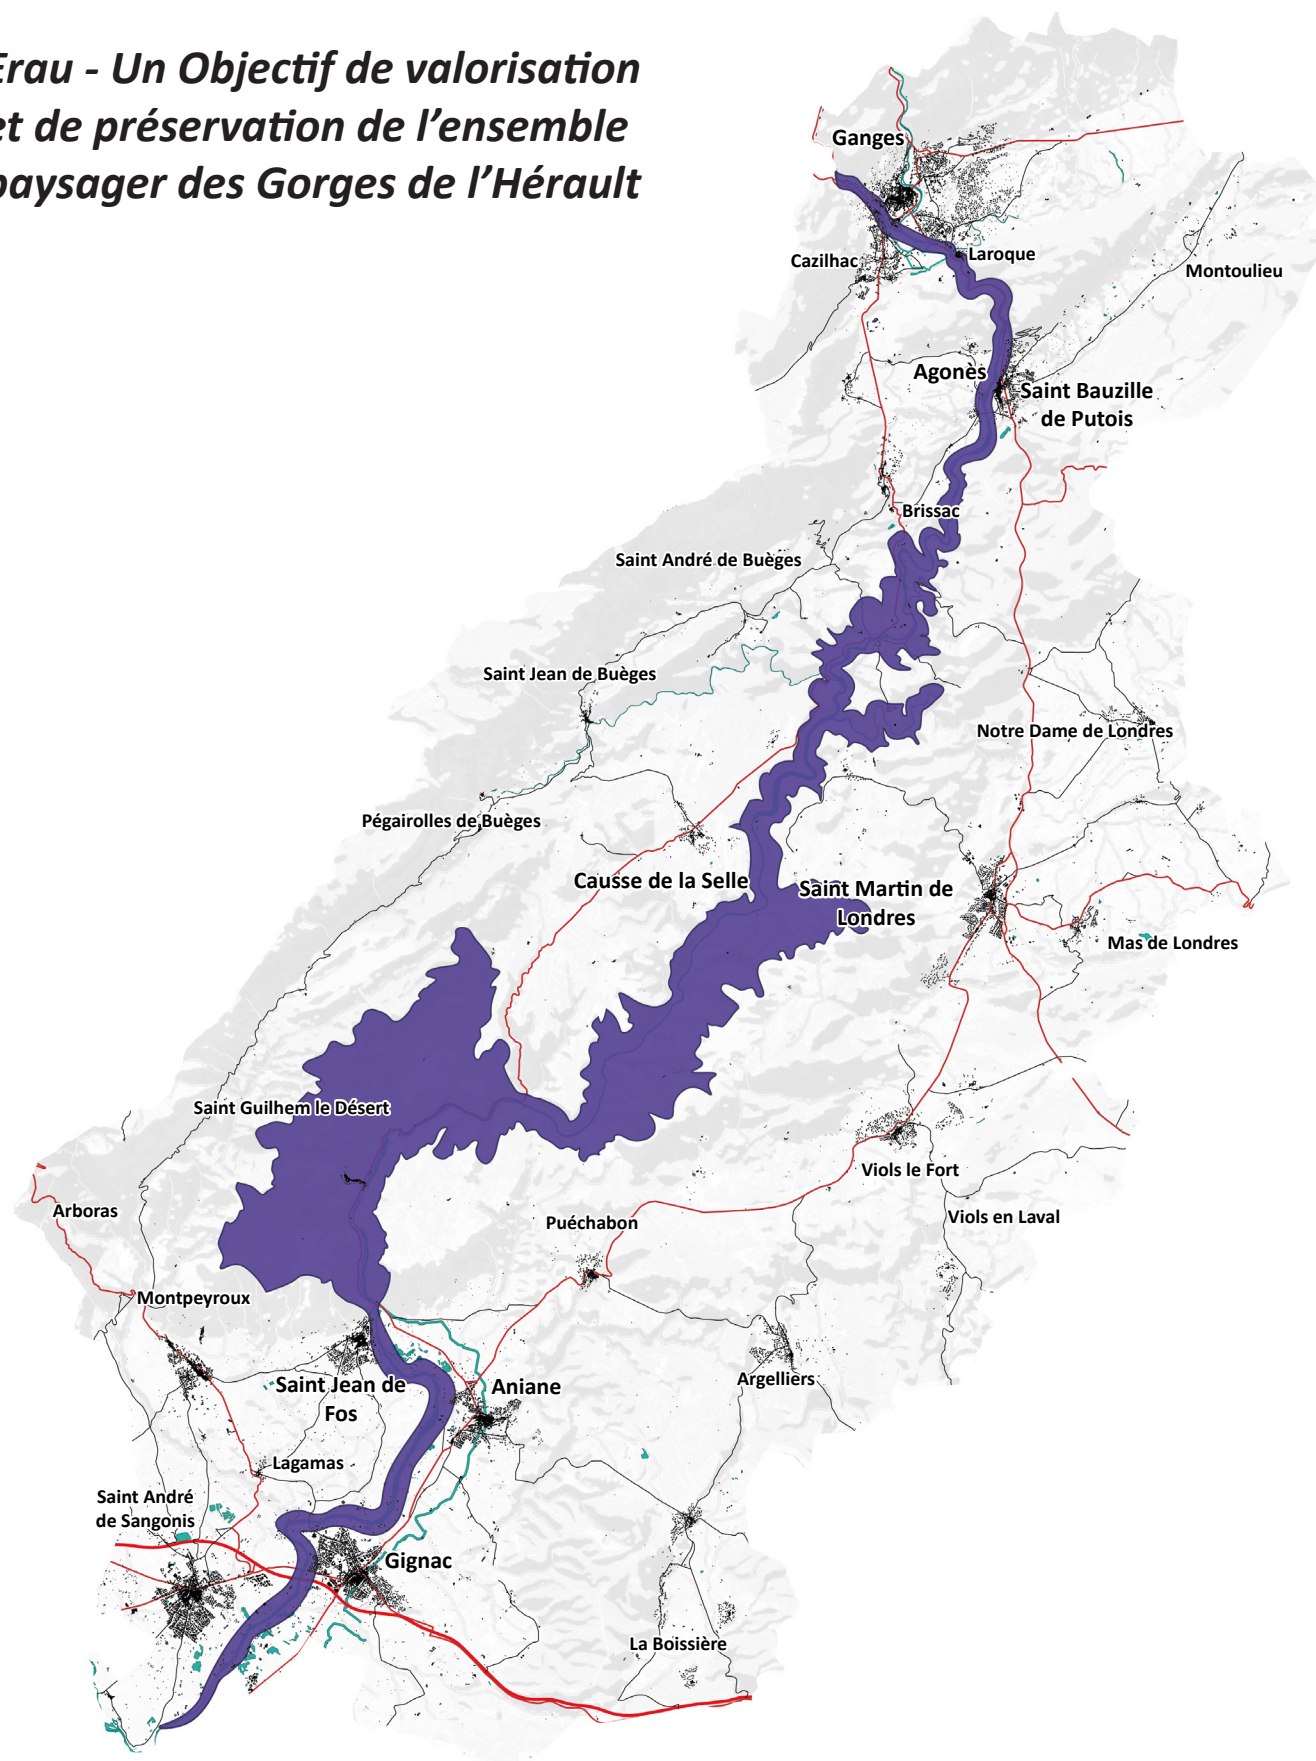 Erau - Un Objectif de valorisation
et de préservation de l'ensemble
paysager des Gorges de l'Hérault
Ganges
Cazilhac
Laroque
Montoulieu
Agonès
Saint Bauzille
de Putois
Brissac
Saint André de Buèges
Saint Jean de Buèges
Notre Dame de Londres
Pégairolles de Buèges
Causse de la Selle
Saint Martin de
Londres
Mas de Londres
Saint Guilhem le Désert
Viols le Fort
Arboras
Puéchabon
Viols en Laval
Montpeyroux
Saint Jean de
Fos
Aniane
Argelliers
Lagamas
Saint André
de Sangonis
Gignac
La Boissière